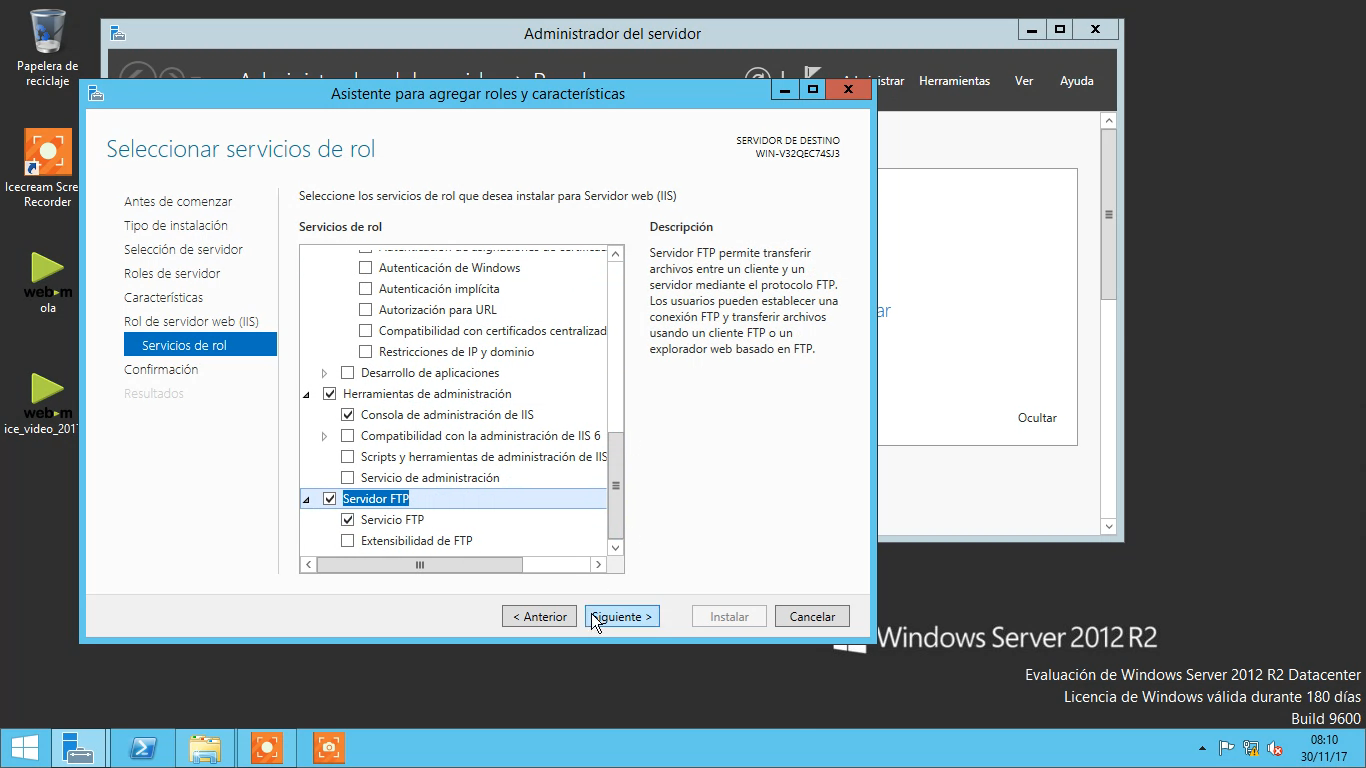 Papelera de
reciclaje
Icecream Scre
Recorder
web-m
ola
web-m
ice_video_201
Administrador del servidor
Administrar
Herramientas
Ver
Ayuda
Asistente para agregar roles y características
Seleccionar servicios de rol
SERVIDOR DE DESTINO
WIN-V32QEC74SJ3
Antes de comenzar
Tipo de instalación
Selección de servidor
Roles de servidor
Características
Rol de servidor web (IIS)
Servicios de rol
Confirmación
Resultados
Seleccione los servicios de rol que desea instalar para Servidor web (IIS)
Servicios de rol
Autenticación de asignaciones de certifica
Autenticación de Windows
Autenticación implícita
Autorización para URL
Compatibilidad con certificados centralizad
Restricciones de IP y dominio
Desarrollo de aplicaciones
Herramientas de administración
Consola de administración de IIS
Compatibilidad con la administración de IIS 6
Scripts y herramientas de administración de IIS
Servicio de administración
Servidor FTP
Servicio FTP
Extensibilidad de FTP
Descripción
Servidor FTP permite transferir
archivos entre un cliente y un
servidor mediante el protocolo FTP.
Los usuarios pueden establecer una
conexión FTP y transferir archivos
usando un cliente FTP o un
explorador web basado en FTP.
ar
Ocultar
< Anterior
Siguiente >
Instalar
Cancelar
Windows Server 2012 R2
Evaluación de Windows Server 2012 R2 Datacenter
Licencia de Windows válida durante 180 días
Build 9600
08:10
30/11/17